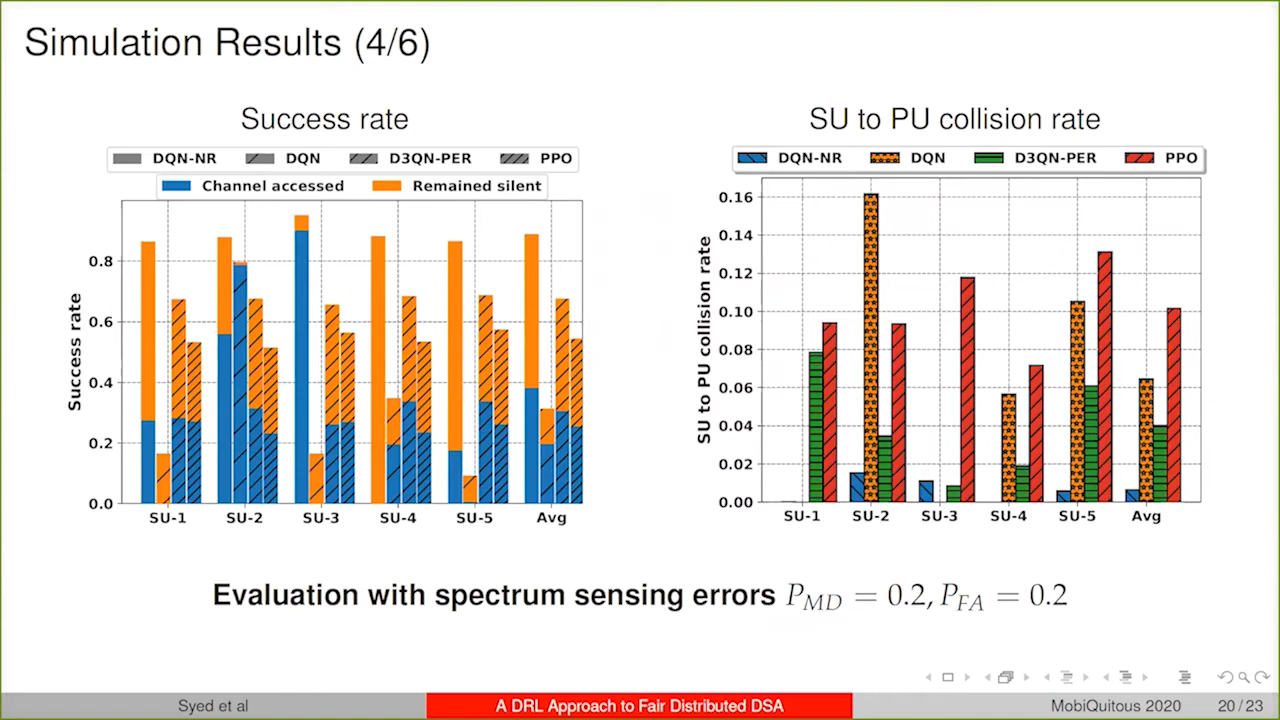 Simulation Results (4/6)
Success rate
DQN-NR DQN D3QN-PER PPO
Channel accessed Remained silent
Success rate
0.8
0.6
0.4
0.2
0.0
SU-1 SU-2 SU-3 SU-4 SU-5 Avg
SU to PU collision rate
DQN-NR DQN D3QN-PER PPO
SU to PU collision rate
0.16
0.14
0.12
0.10
0.08
0.06
0.04
0.02
0.00
SU-1 SU-2 SU-3 SU-4 SU-5 Avg
Evaluation with spectrum sensing errors P_{MD} = 0.2, P_{FA} = 0.2
Syed et al A DRL Approach to Fair Distributed DSA MobiQuitous 2020 20 / 23